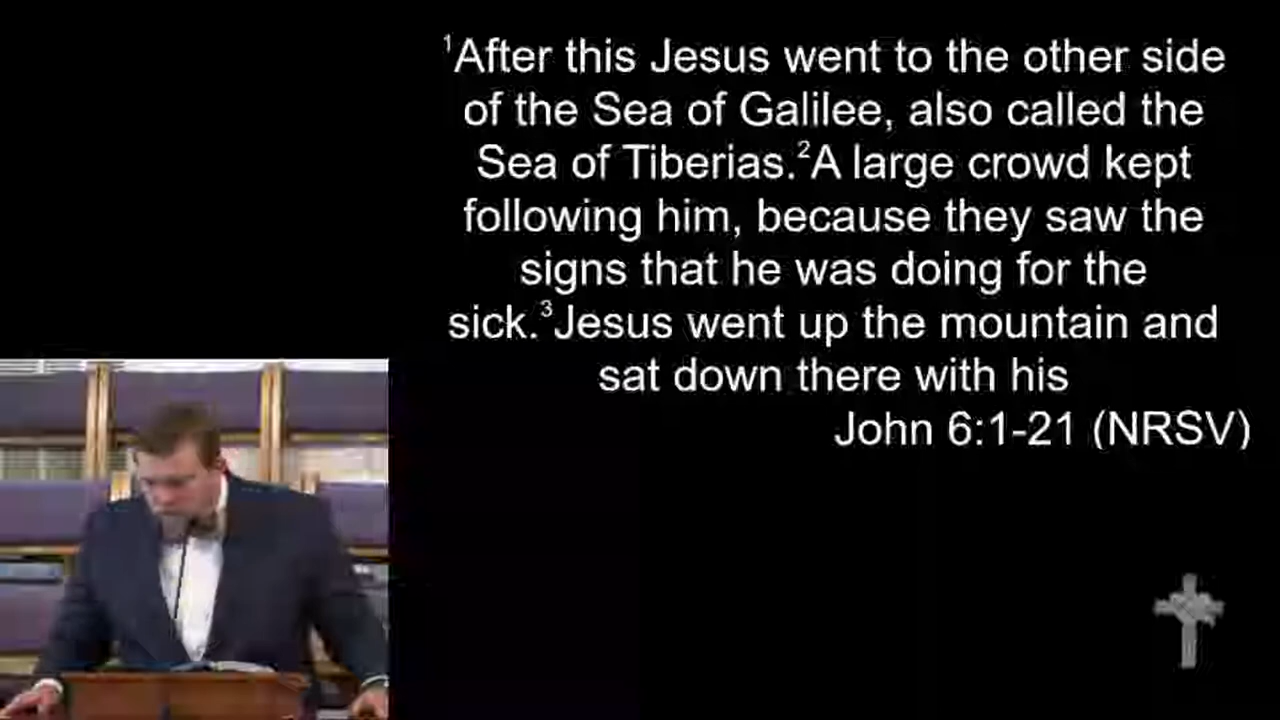 ¹After this Jesus went to the other side
of the Sea of Galilee, also called the
Sea of Tiberias.²A large crowd kept
following him, because they saw the
signs that he was doing for the
sick.³Jesus went up the mountain and
sat down there with his
John 6:1-21 (NRSV)